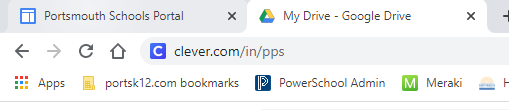 Portsmouth Schools Portal My Drive - Google Drive
C clever.com/in/pps
Apps portsk12.com bookmarks P PowerSchool Admin M Meraki H